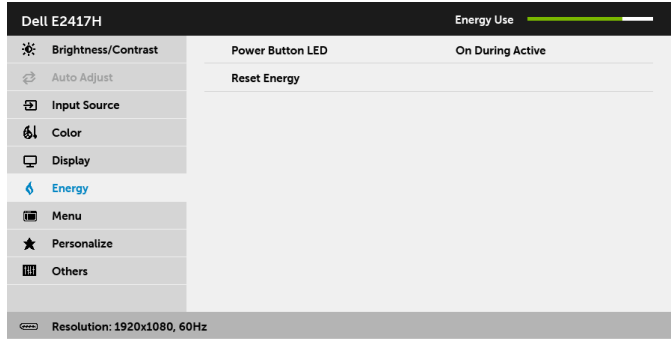 Dell E2417H Energy Use
Brightness/Contrast Power Button LED On During Active
Auto Adjust Reset Energy
Input Source
Color
Display
Energy
Menu
Personalize
Others
Resolution: 1920x1080, 60Hz